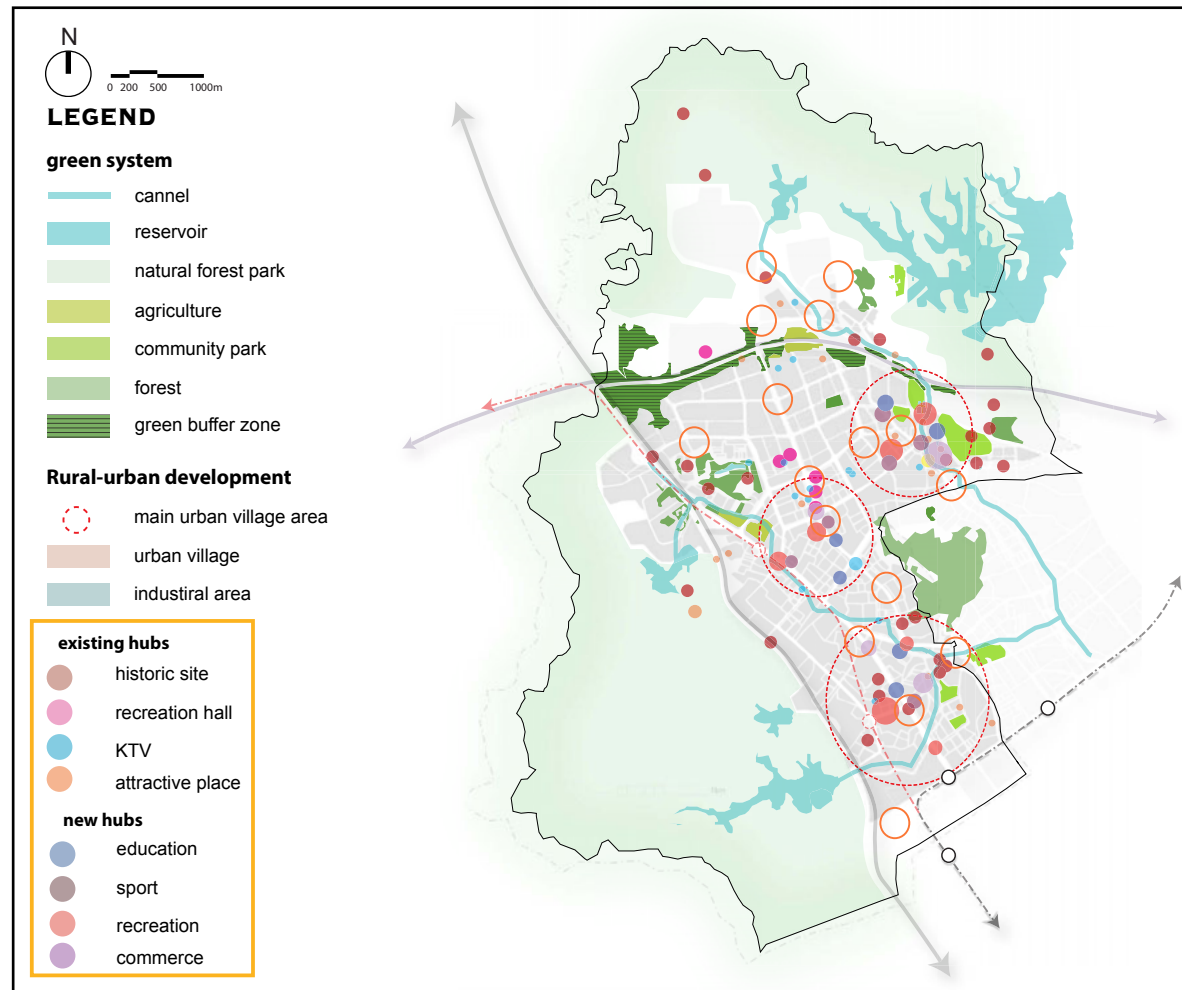 N
0 200 500 1000m
LEGEND
green system
cannel
reservoir
natural forest park
agriculture
community park
forest
green buffer zone
Rural-urban development
main urban village area
urban village
industiral area
existing hubs
historic site
recreation hall
KTV
attractive place
new hubs
education
sport
recreation
commerce